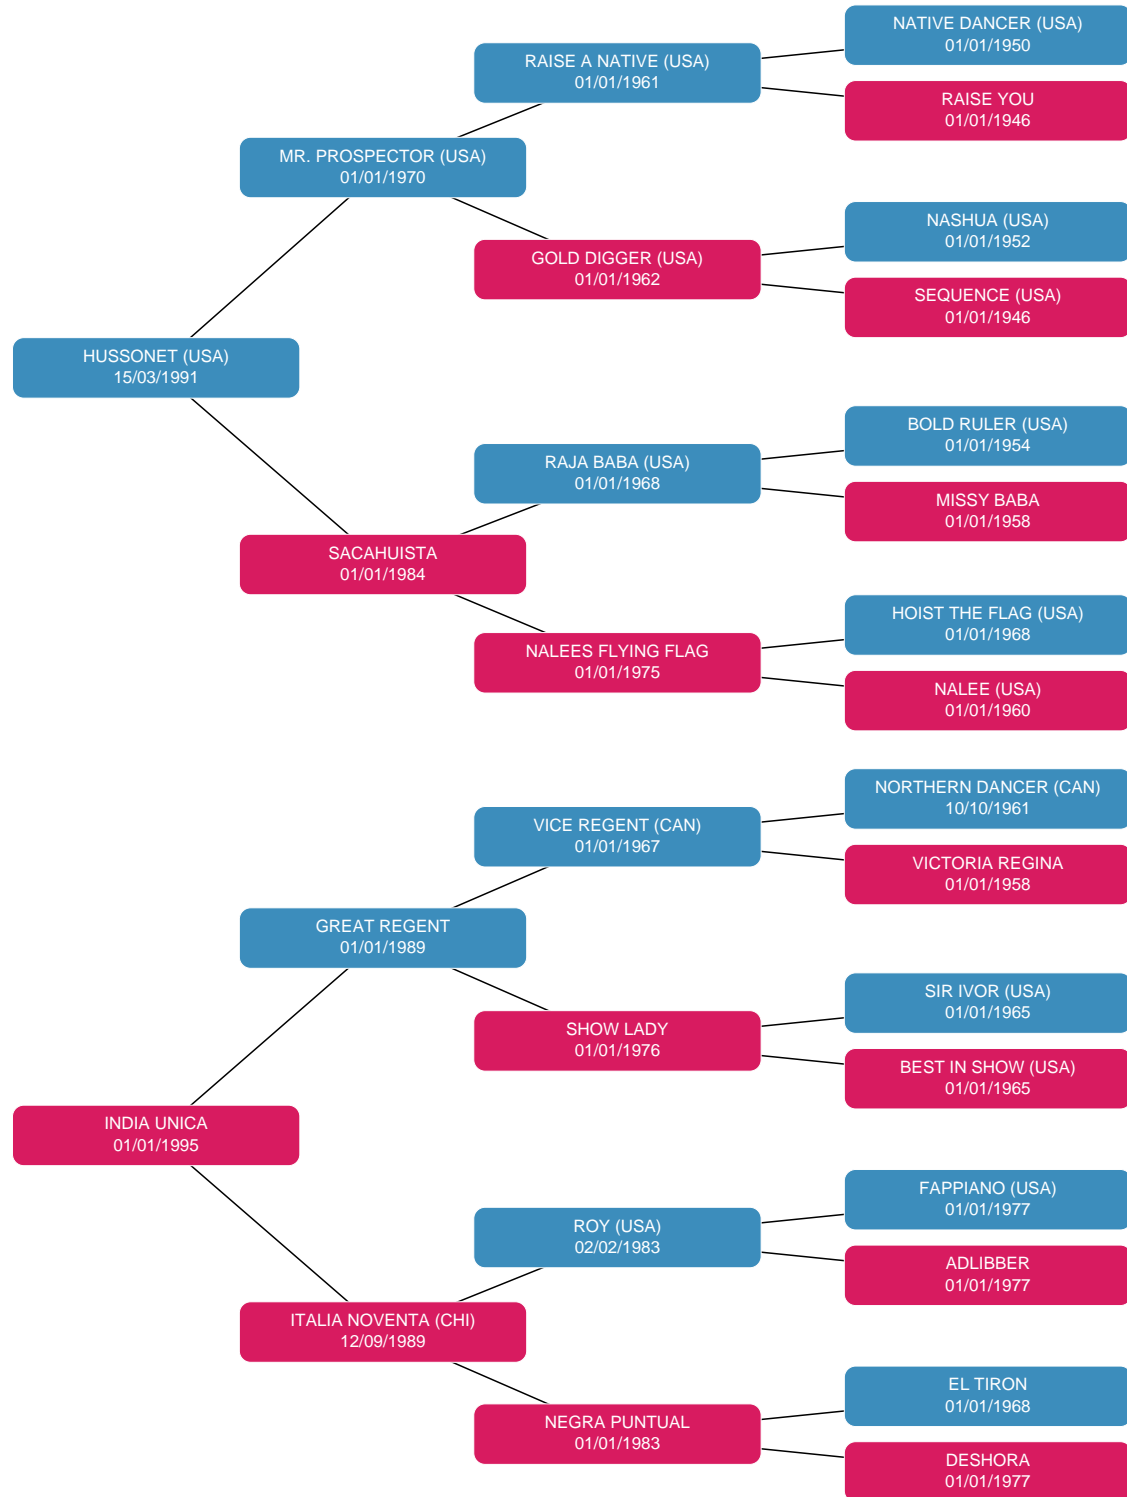 NATIVE DANCER (USA)
01/01/1950
RAISE A NATIVE (USA)
01/01/1961
RAISE YOU
01/01/1946
MR. PROSPECTOR (USA)
01/01/1970
NASHUA (USA)
01/01/1952
GOLD DIGGER (USA)
01/01/1962
SEQUENCE (USA)
01/01/1946
HUSSONET (USA)
15/03/1991
BOLD RULER (USA)
01/01/1954
RAJA BABA (USA)
01/01/1968
MISSY BABA
01/01/1958
SACAHUISTA
01/01/1984
HOIST THE FLAG (USA)
01/01/1968
NALEES FLYING FLAG
01/01/1975
NALEE (USA)
01/01/1960
NORTHERN DANCER (CAN)
10/10/1961
VICE REGENT (CAN)
01/01/1967
VICTORIA REGINA
01/01/1958
GREAT REGENT
01/01/1989
SIR IVOR (USA)
01/01/1965
SHOW LADY
01/01/1976
BEST IN SHOW (USA)
01/01/1965
INDIA UNICA
01/01/1995
FAPPIANO (USA)
01/01/1977
ROY (USA)
02/02/1983
ADLIBBER
01/01/1977
ITALIA NOVENTA (CHI)
12/09/1989
EL TIRON
01/01/1968
NEGRA PUNTUAL
01/01/1983
DESHORA
01/01/1977